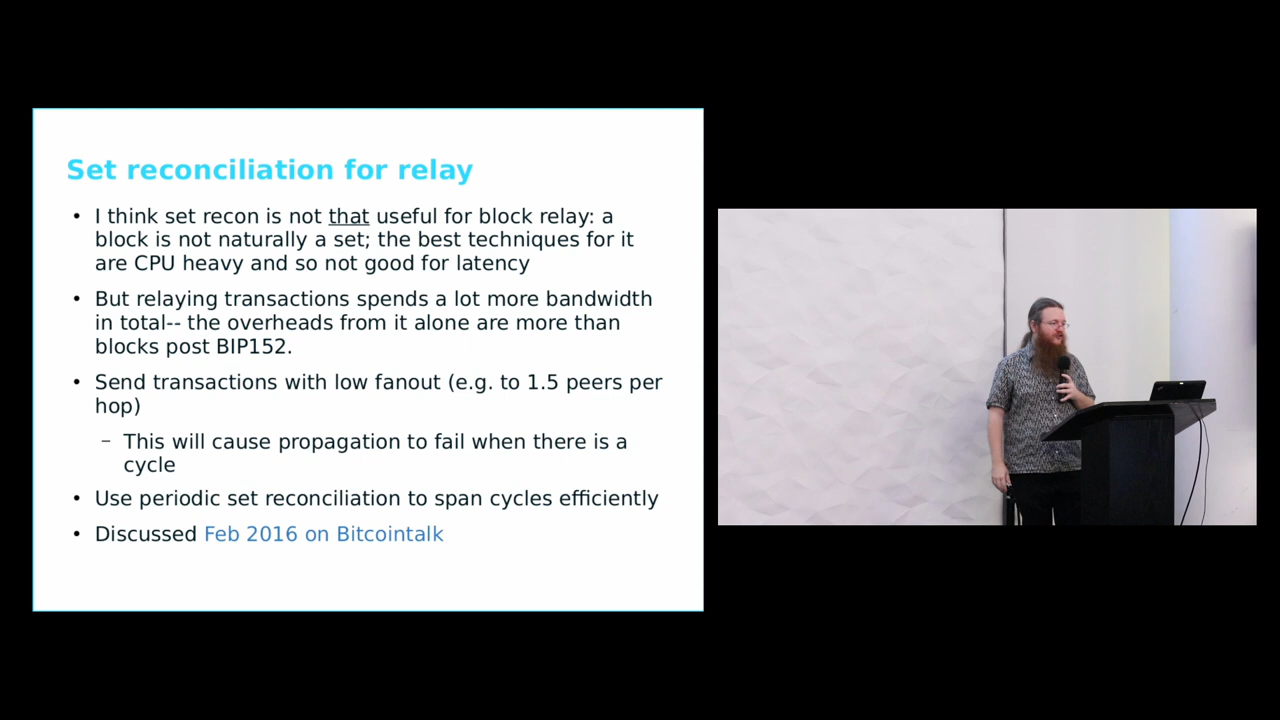 Set reconciliation for relay
• I think set recon is not that useful for block relay: a
block is not naturally a set; the best techniques for it
are CPU heavy and so not good for latency
• But relaying transactions spends a lot more bandwidth
in total-- the overheads from it alone are more than
blocks post BIP152.
• Send transactions with low fanout (e.g. to 1.5 peers per
hop)
– This will cause propagation to fail when there is a
cycle
• Use periodic set reconciliation to span cycles efficiently
• Discussed Feb 2016 on Bitcointalk